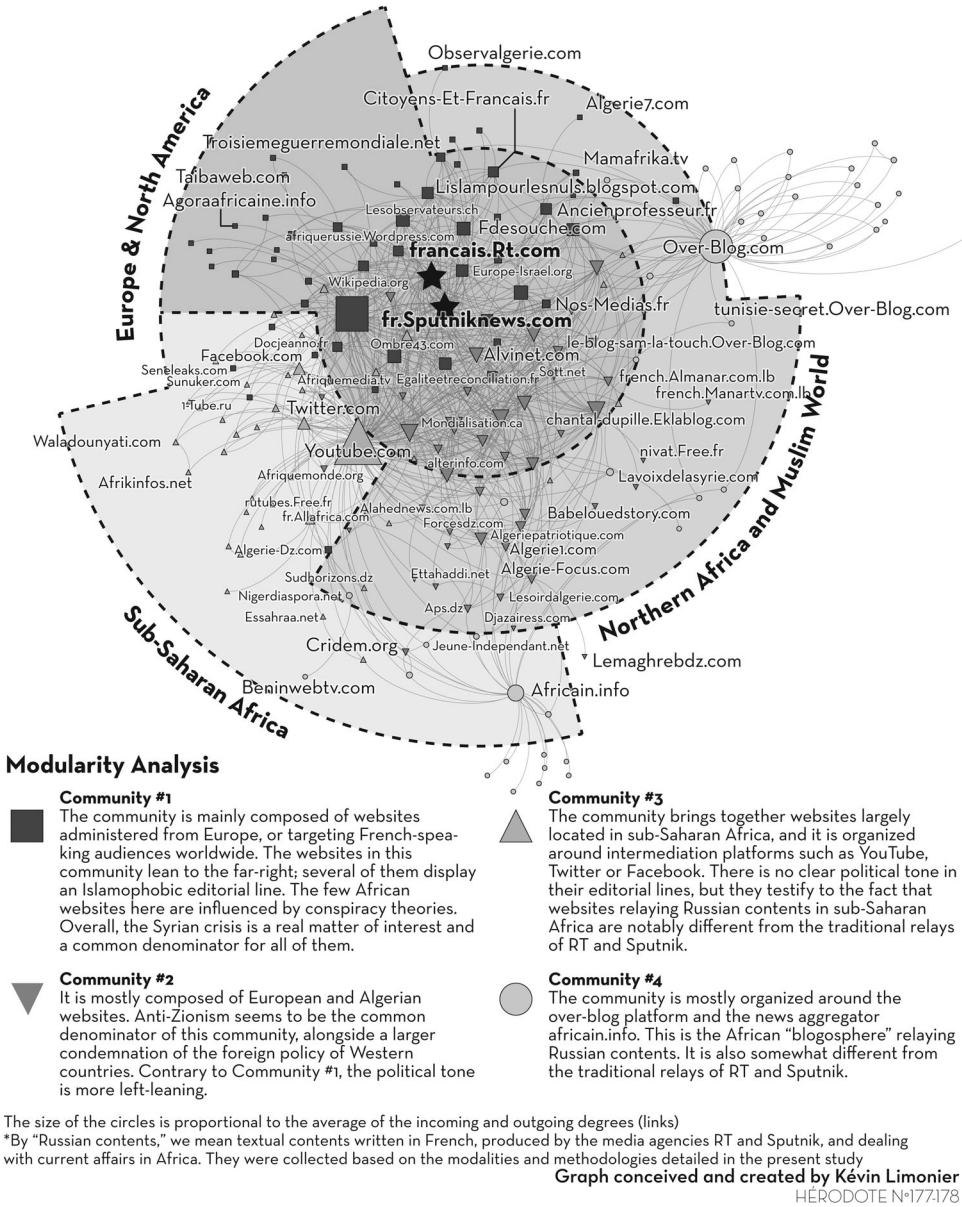 Observalgerie.com
Citoyens-Et-Francais.fr
Algerie7.com
Troisiemeguerremondiale.net
Mamafrika.tv
Taibaweb.com
Lislampourlesnuls.blogspot.com
Agoraafricaine.info
Lesobservateurs.ch
Ancienprofesseur.fr
Fdesouche.com
afriquerussie.Wordpress.com
francais.Rt.com
Over-Blog.com
Europe-Israel.org
Wikipedia.org
Nos-Medias.fr
tunisie-secret.Over-Blog.com
fr.Sputniknews.com
Docjeanno.fr
Ombre43.com
le-blog-sam-la-touch.Over-Blog.com
Facebook.com
Alvinet.com
Seneleaks.com
Sott.net
Sunuker.com
Afriquemedia.tv
Egaliteetreconciliation.fr
french.Almanar.com.lb
french.Manartv.com.lb
1-Tube.ru
Twitter.com
Mondialisation.ca
chantal-dupille.Eklablog.com
Waladounyati.com
Youtube.com
nivat.Free.fr
alterinfo.com
Afrikinfos.net
Afriquemonde.org
Lavoixdelasyrie.com
rutubes.Free.fr
Alahednews.com.lb
Babelouedstory.com
fr.Allafrica.com
Forcesdz.com
Algeriepatriotique.com
Algerie-Dz.com
Algerie1.com
Sudhorizons.dz
Ettahaddi.net
Algerie-Focus.com
Nigerdiaspora.net
Lesoirdalgerie.com
Essahraa.net
Aps.dz
Djazairess.com
Cridem.org
Jeune-Independant.net
Lemaghrebdz.com
Beninwebtv.com
Africain.info
Europe & North America
Northern Africa and Muslim World
Sub-Saharan Africa
Modularity Analysis
Community #1
The community is mainly composed of websites
administered from Europe, or targeting French-spea-
king audiences worldwide. The websites in this
community lean to the far-right; several of them display
an Islamophobic editorial line. The few African
websites here are influenced by conspiracy theories.
Overall, the Syrian crisis is a real matter of interest and
a common denominator for all of them.
Community #2
It is mostly composed of European and Algerian
websites. Anti-Zionism seems to be the common
denominator of this community, alongside a larger
condemnation of the foreign policy of Western
countries. Contrary to Community #1, the political tone
is more left-leaning.
Community #3
The community brings together websites largely
located in sub-Saharan Africa, and it is organized
around intermediation platforms such as YouTube,
Twitter or Facebook. There is no clear political tone in
their editorial lines, but they testify to the fact that
websites relaying Russian contents in sub-Saharan
Africa are notably different from the traditional relays
of RT and Sputnik.
Community #4
The community is mostly organized around the
over-blog platform and the news aggregator
africain.info. This is the African “blogosphere” relaying
Russian contents. It is also somewhat different from
the traditional relays of RT and Sputnik.
The size of the circles is proportional to the average of the incoming and outgoing degrees (links)
*By “Russian contents,” we mean textual contents written in French, produced by the media agencies RT and Sputnik, and dealing
with current affairs in Africa. They were collected based on the modalities and methodologies detailed in the present study
Graph conceived and created by Kévin Limonier
HÉRODOTE N°177-178